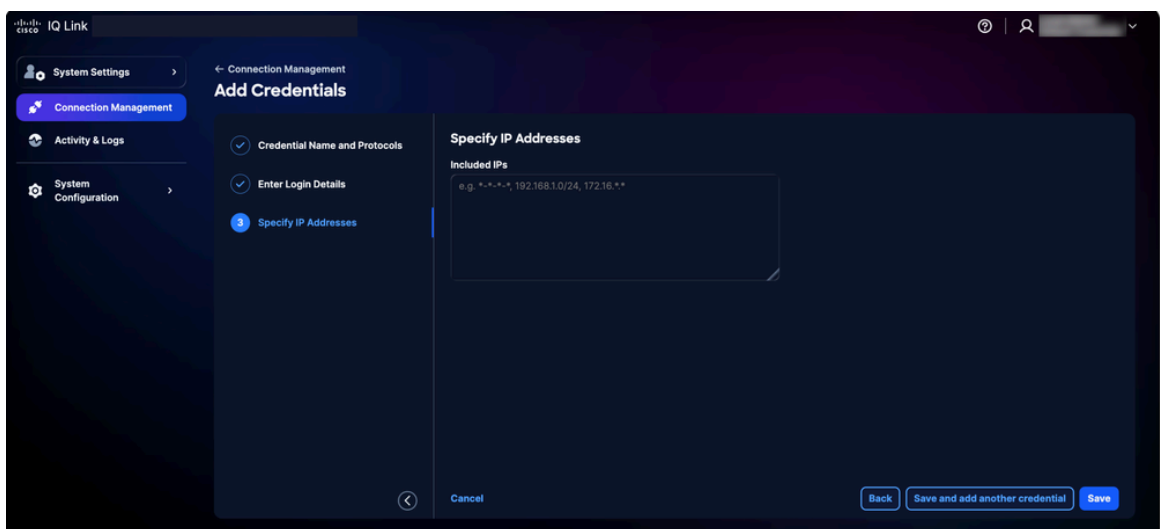 cisco IQ Link
System Settings
Connection Management
Activity & Logs
System
Configuration
← Connection Management
Add Credentials
Credential Name and Protocols
Enter Login Details
3 Specify IP Addresses
Specify IP Addresses
Included IPs
e.g. *-*-*-*, 192.168.1.0/24, 172.16.*.*
Cancel
Back
Save and add another credential
Save